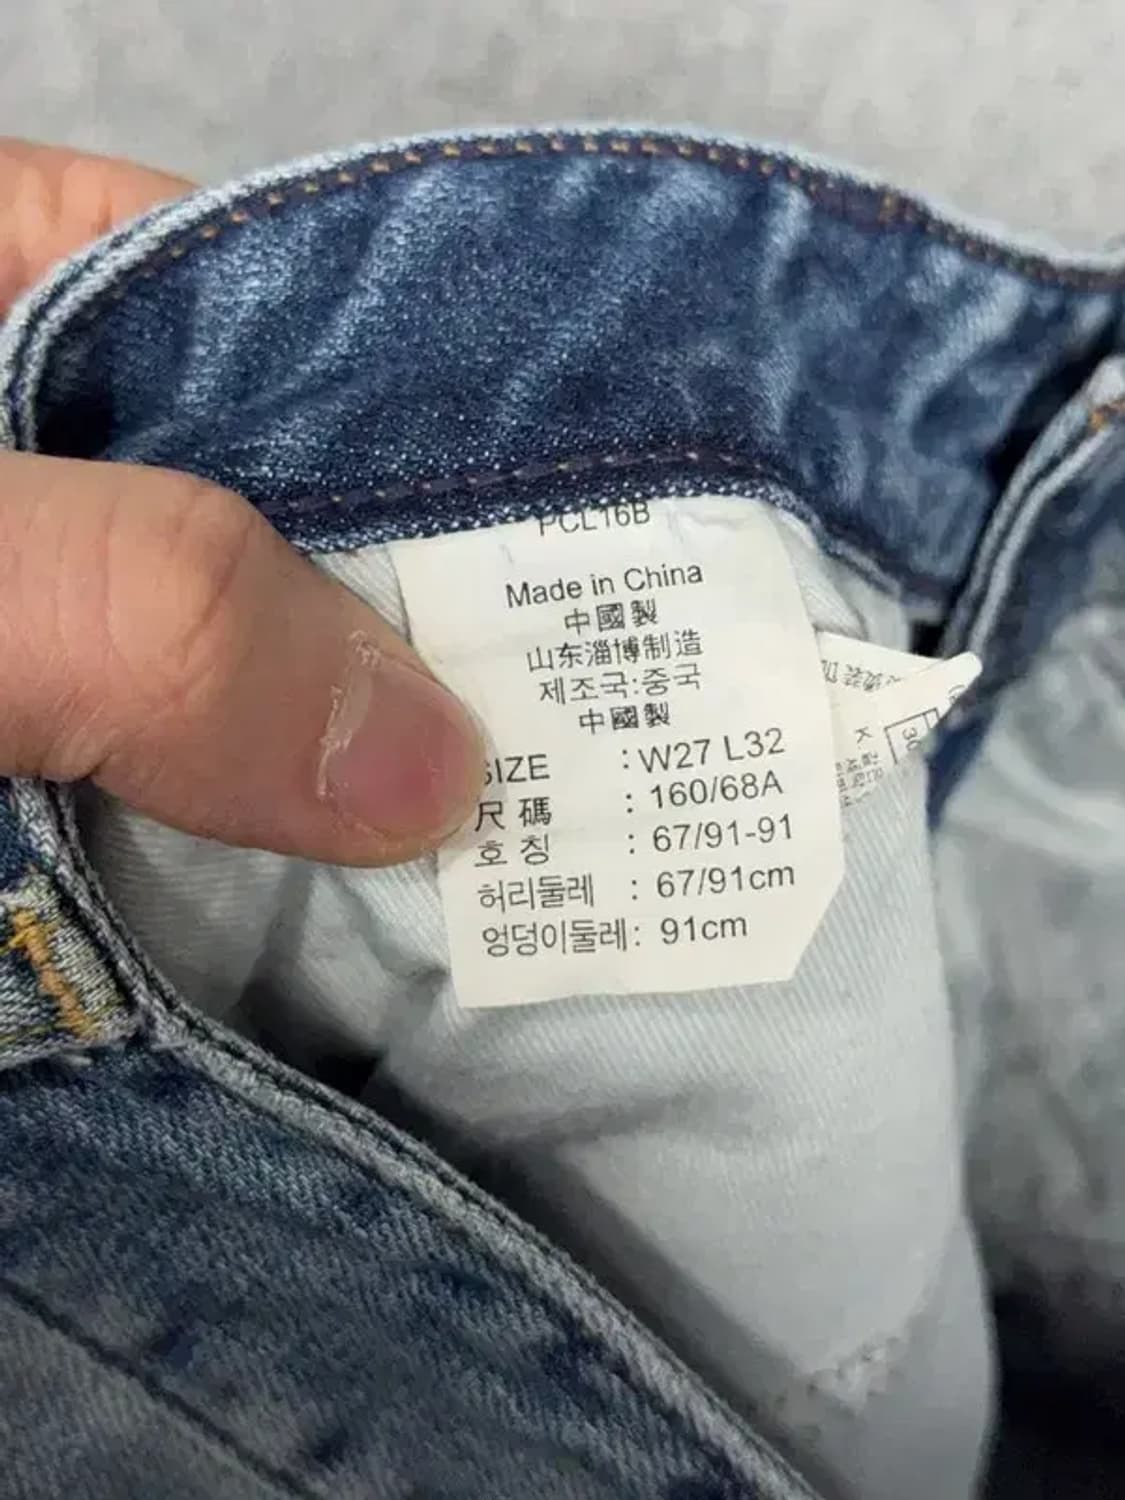 PCL16B
Made in China
中國製
山东淄博制造
제조국:중국
中國製
SIZE : W27 L32
尺 碼 : 160/68A
호 칭 : 67/91-91
허리둘레 : 67/91cm
엉덩이둘레: 91cm
30
K